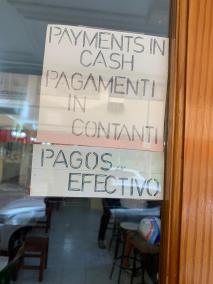 PAYMENTS IN
CASH
PAGAMENTI
IN
CONTANTI
PAGOS
EFECTIVO